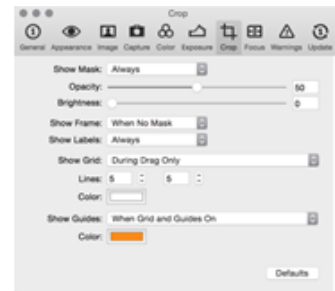 Crop
General Appearance Image Capture Color Exposure Crop Focus Warnings Update
Show Mask: Always
Opacity: 50
Brightness: 0
Show Frame: When No Mask
Show Labels: Always
Show Grid: During Drag Only
Lines: 5 5
Color:
Show Guides: When Grid and Guides On
Color:
Defaults